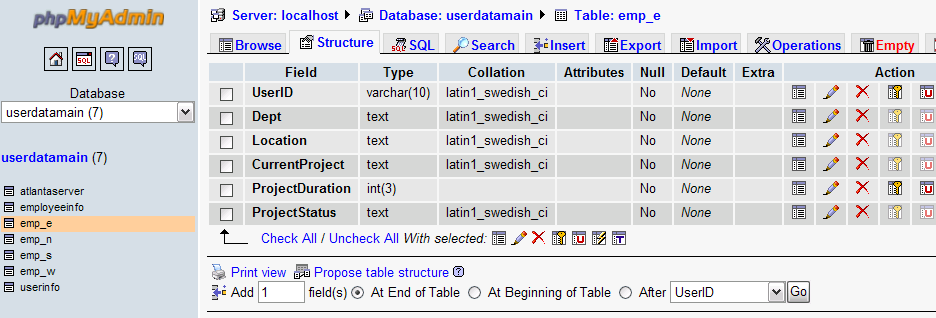 phpMyAdmin
SQL
Database
userdatamain (7)
userdatamain (7)
atlantaserver
employeeinfo
emp_e
emp_n
emp_s
emp_w
userinfo
Server: localhost Database: userdatamain Table: emp_e
Browse Structure SQL Search Insert Export Import Operations Empty
Field Type Collation Attributes Null Default Extra Action
UserID varchar(10) latin1_swedish_ci No None
Dept text latin1_swedish_ci No None
Location text latin1_swedish_ci No None
CurrentProject text latin1_swedish_ci No None
ProjectDuration int(3) No None
ProjectStatus text latin1_swedish_ci No None
Check All / Uncheck All With selected:
Print view Propose table structure
Add 1 field(s) At End of Table At Beginning of Table After UserID Go